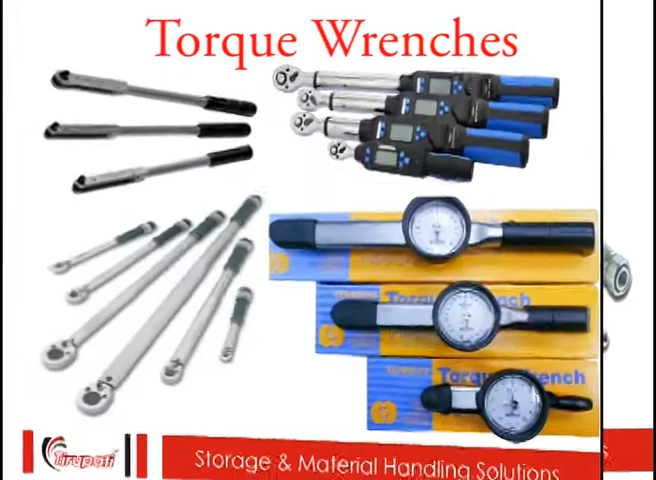 Torque Wrenches
Torque Wrench
Torque Wrench
Tirupati
Storage & Material Handling Solutions